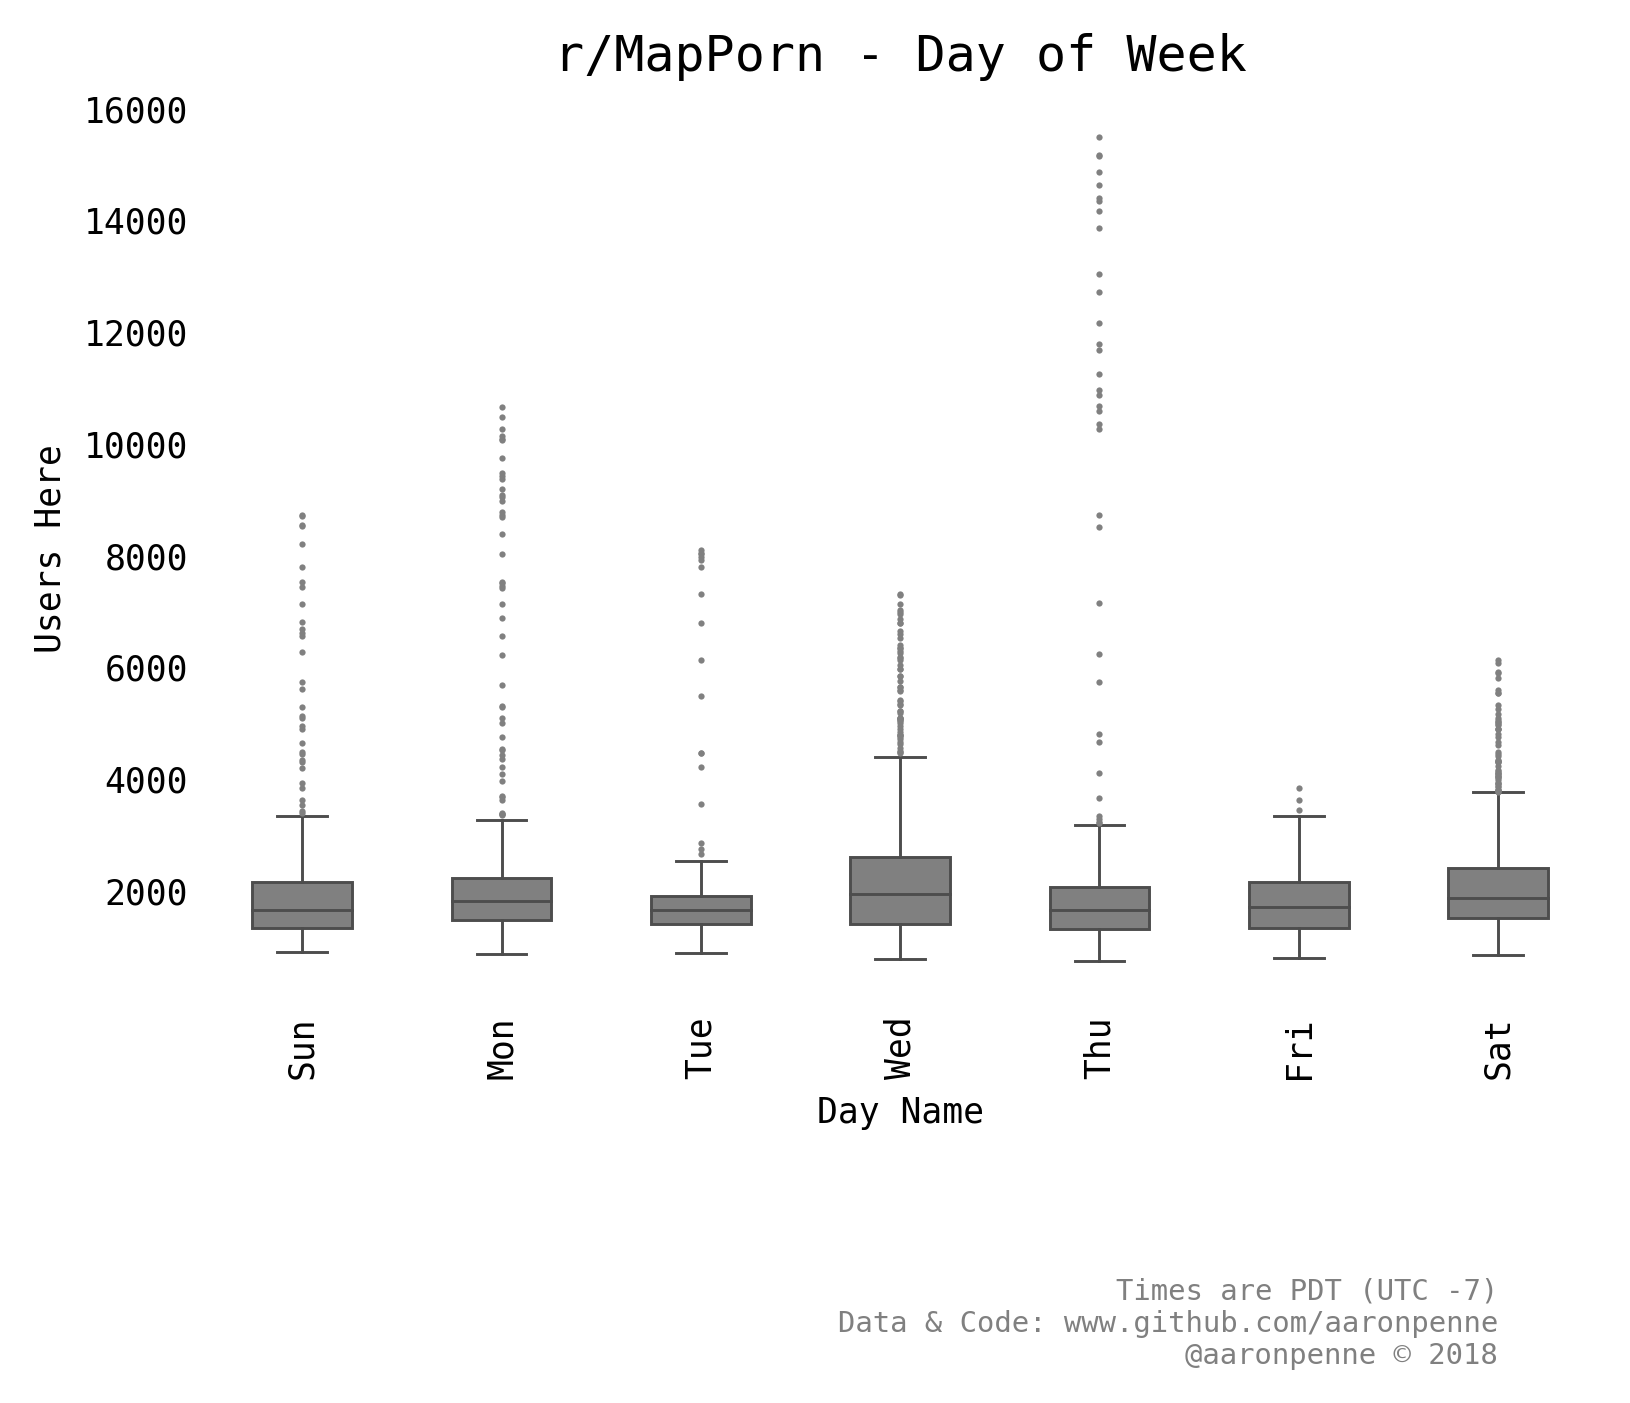 r/MapPorn - Day of Week
16000
14000
12000
10000
8000
6000
4000
2000
Users Here
Sun
Mon
Tue
Wed
Thu
Fri
Sat
Day Name
Times are PDT (UTC -7)
Data & Code: www.github.com/aaronpenne
@aaronpenne © 2018